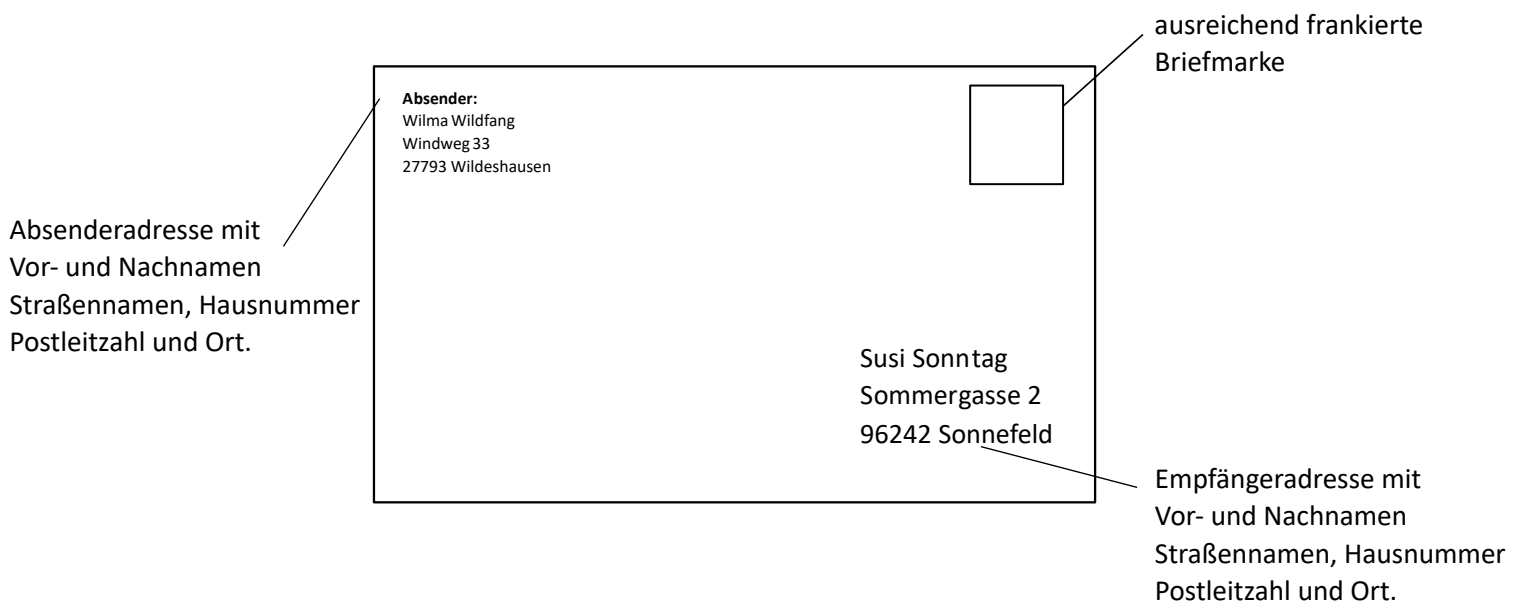 ausreichend frankierte
Briefmarke
Absender:
Wilma Wildfang
Windweg 33
27793 Wildeshausen
Absenderadresse mit
Vor- und Nachnamen
Straßennamen, Hausnummer
Postleitzahl und Ort.
Susi Sonntag
Sommergasse 2
96242 Sonnefeld
Empfängeradresse mit
Vor- und Nachnamen
Straßennamen, Hausnummer
Postleitzahl und Ort.